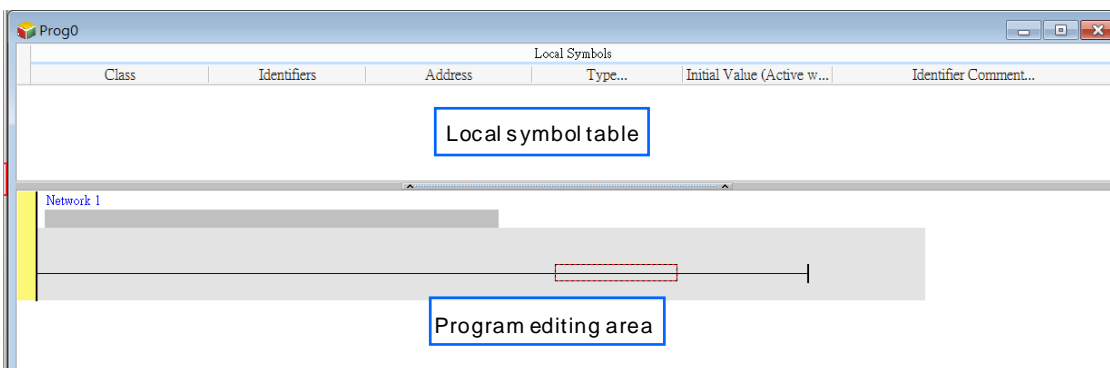 Prog0
Local Symbols
Class Identifiers Address Type... Initial Value (Active w... Identifier Comment...
Local symbol table
Network 1
Program editing area